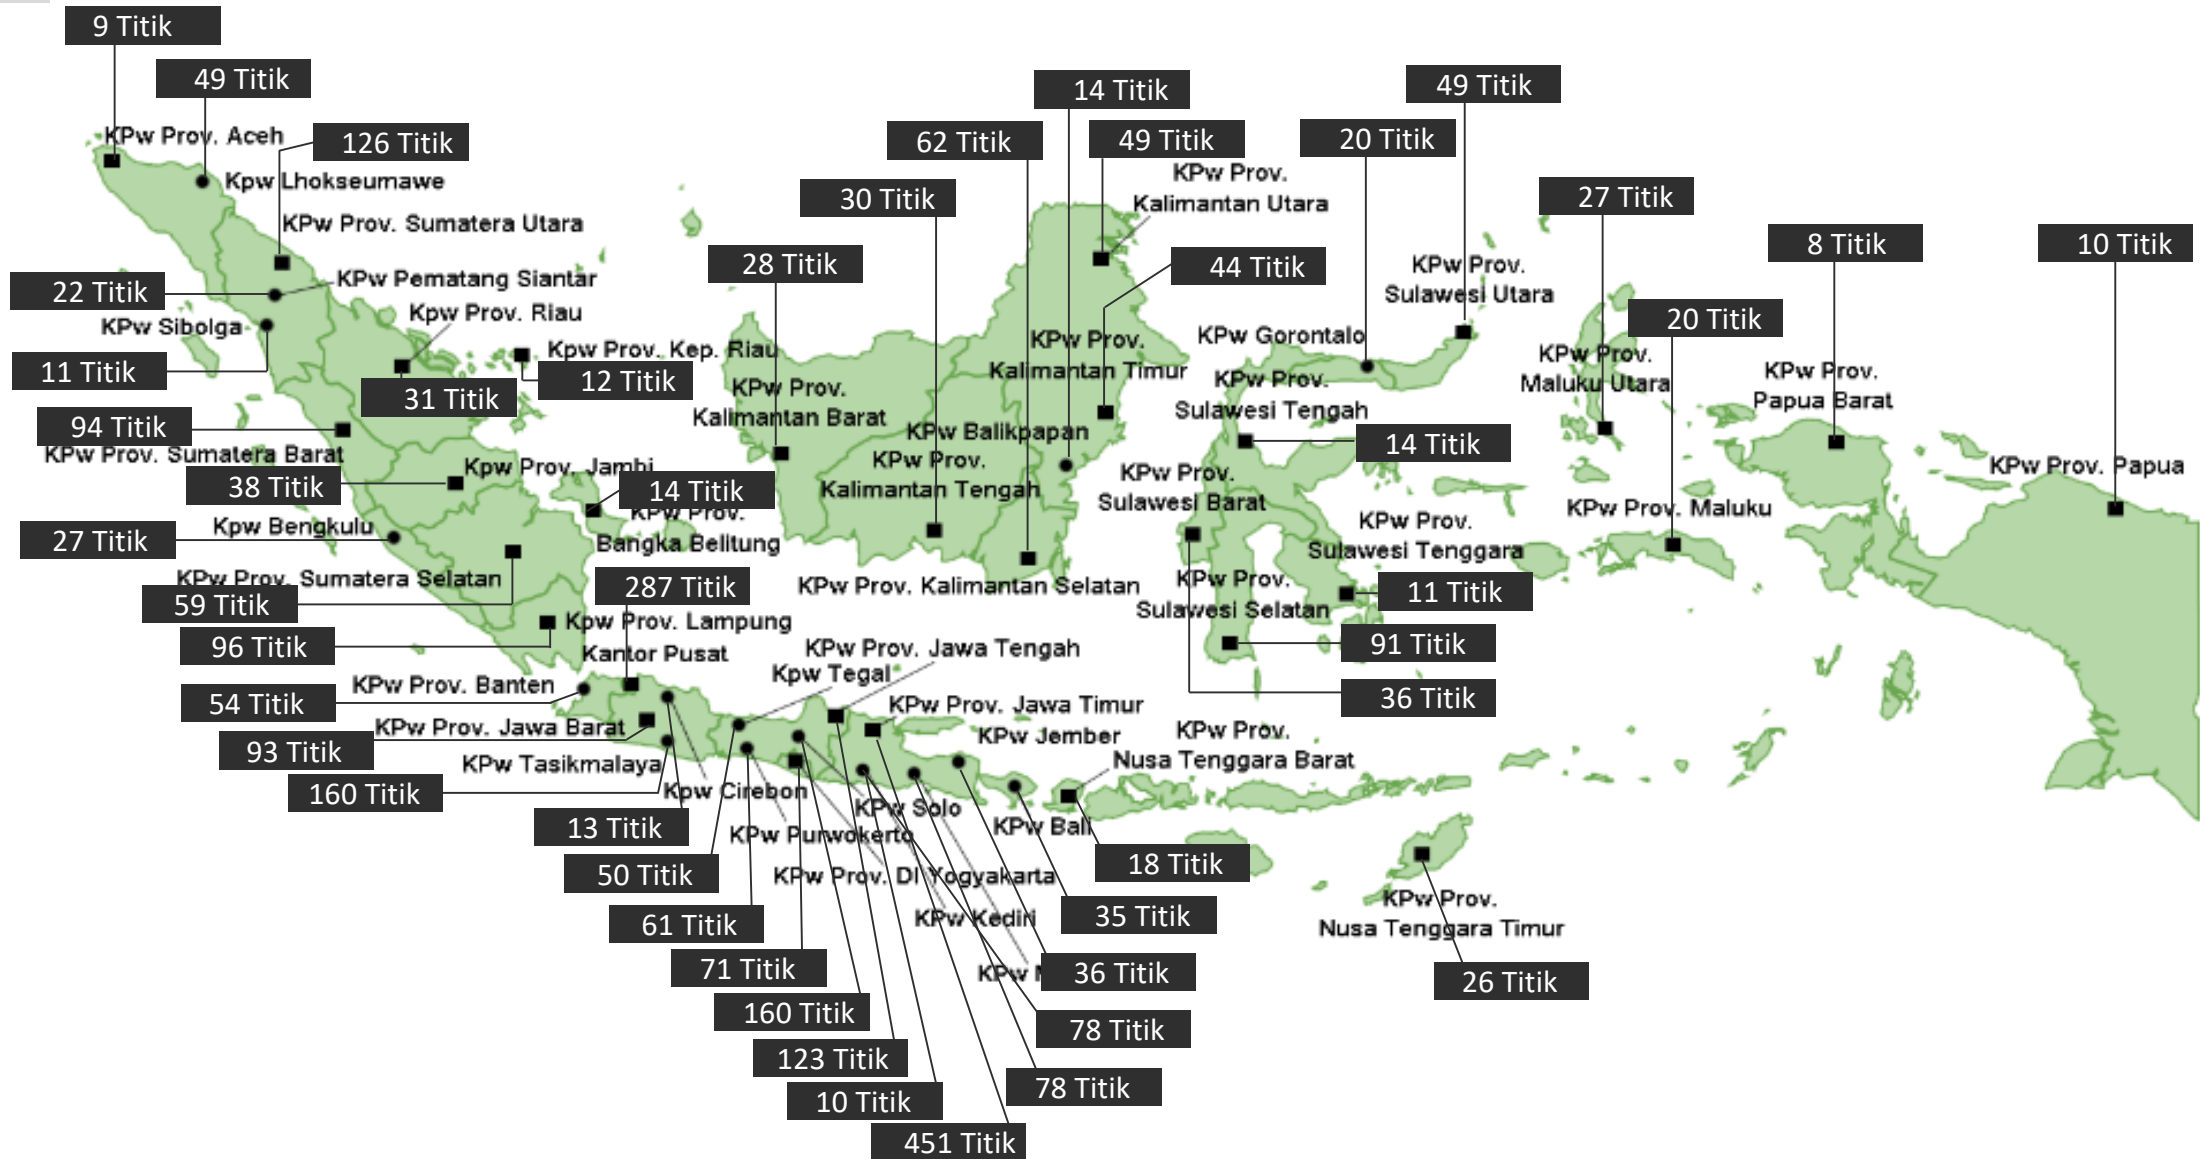 9 Titik
49 Titik
KPw Prov. Aceh
126 Titik
Kpw Lhokseumawe
KPw Prov. Sumatera Utara
KPw Pematang Siantar
22 Titik
Kpw Prov. Riau
KPw Sibolga
11 Titik
Kpw Prov. Kep. Riau
12 Titik
31 Titik
94 Titik
KPw Prov. Sumatera Barat
Kpw Prov. Jambi
38 Titik
14 Titik
KPw Prov.
Bangka Belitung
Kpw Bengkulu
27 Titik
KPw Prov. Sumatera Selatan
59 Titik
287 Titik
Kpw Prov. Lampung
96 Titik
Kantor Pusat
KPw Prov. Banten
54 Titik
KPw Prov. Jawa Barat
93 Titik
KPw Tasikmalaya
160 Titik
Kpw Cirebon
13 Titik
KPw Prov. Jawa Tengah
Kpw Tegal
KPw Prov. Jawa Timur
KPw Jember
KPw Solo
KPw Purwokerto
50 Titik
KPw Prov. DI Yogyakarta
61 Titik
KPw Kediri
71 Titik
KPw
160 Titik
123 Titik
10 Titik
451 Titik
78 Titik
78 Titik
36 Titik
35 Titik
KPw Bali
18 Titik
KPw Prov.
Nusa Tenggara Barat
KPw Prov.
Nusa Tenggara Timur
26 Titik
14 Titik
62 Titik
49 Titik
KPw Prov.
Kalimantan Utara
30 Titik
28 Titik
44 Titik
KPw Prov.
Kalimantan Timur
KPw Prov.
Kalimantan Barat
KPw Balikpapan
KPw Prov.
Kalimantan Tengah
KPw Prov. Kalimantan Selatan
49 Titik
20 Titik
KPw Prov.
Sulawesi Utara
KPw Gorontalo
KPw Prov.
Sulawesi Tengah
14 Titik
KPw Prov.
Sulawesi Barat
KPw Prov.
Sulawesi Tenggara
11 Titik
KPw Prov.
Sulawesi Selatan
91 Titik
36 Titik
27 Titik
KPw Prov.
Maluku Utara
20 Titik
KPw Prov. Maluku
8 Titik
KPw Prov.
Papua Barat
10 Titik
KPw Prov. Papua